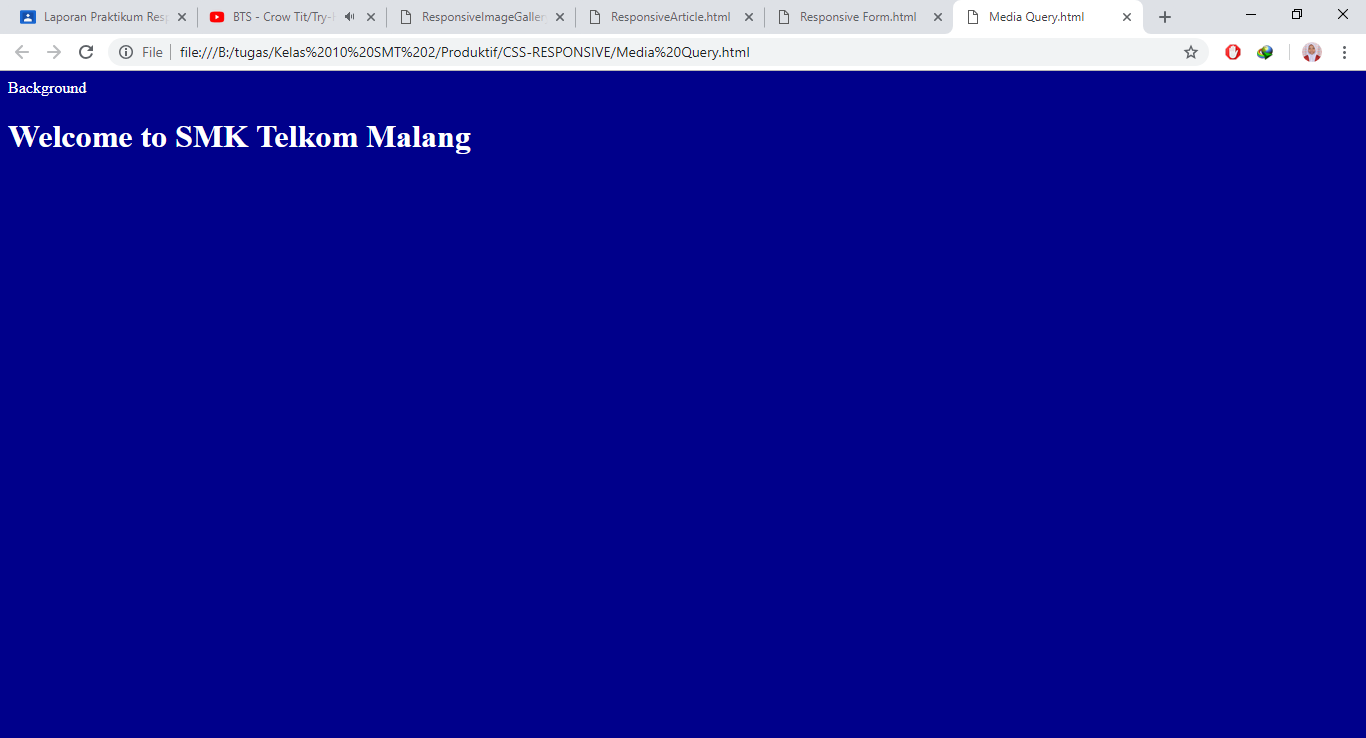 Laporan Praktikum Res
BTS - Crow Tit/Try-
ResponsiveImageGaller
ResponsiveArticle.html
Responsive Form.html
Media Query.html
File
file:///B:/tugas/Kelas%2010%20SMT%202/Produktif/CSS-RESPONSIVE/Media%20Query.html
Background
Welcome to SMK Telkom Malang